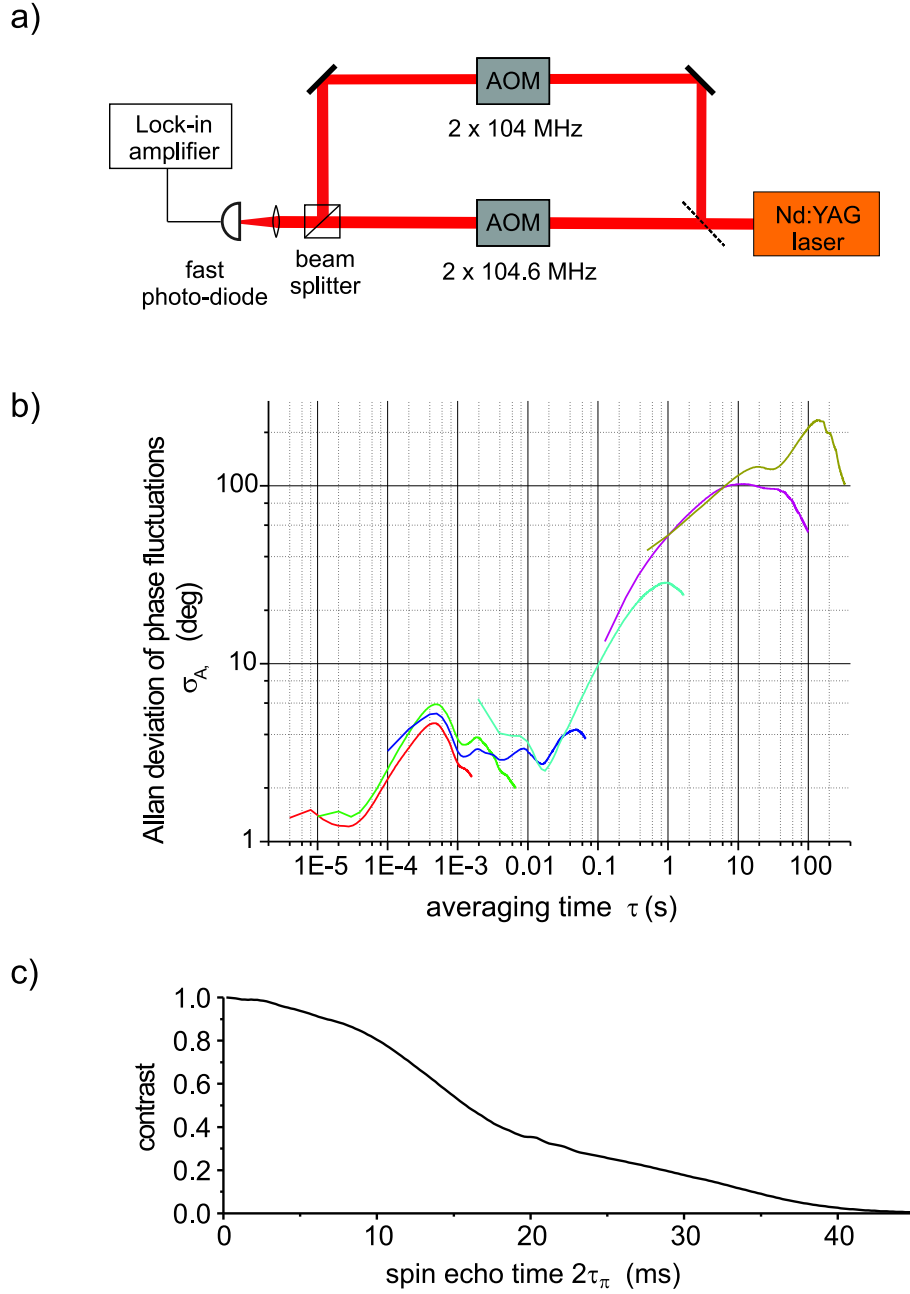 a)
AOM
2 x 104 MHz
Lock-in
amplifier
AOM
2 x 104.6 MHz
Nd:YAG
laser
fast
photo-diode
beam
splitter
b)
Allan deviation of phase fluctuations
σA, (deg)
100
10
1
1E-5 1E-4 1E-3 0.01 0.1 1 10 100
averaging time τ (s)
c)
contrast
1.0
0.8
0.6
0.4
0.2
0.0
0 10 20 30 40
spin echo time 2τπ (ms)